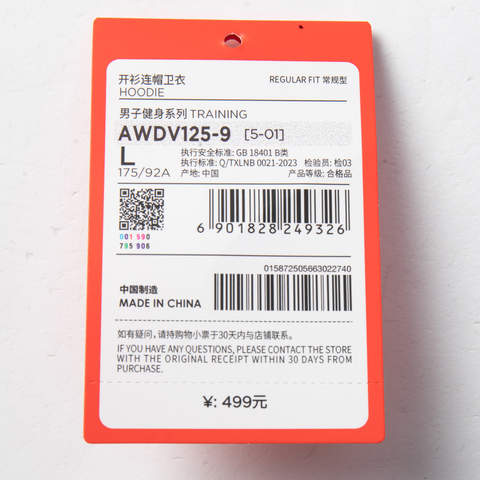 开衫连帽卫衣
HOODIE
REGULAR FIT 常规型
男子健身系列 TRAINING
AWDV125-9 [5-01]
L
175/92A
执行安全标准: GB 18401 B类
执行标准: Q/TXLNB 0021-2023 检验员: 检03
产地: 中国 产品等级: 合格品
001 590
795 906
6 901828 249326
015872505663022740
中国制造
MADE IN CHINA
如有疑问，请持购物小票于30天内与店铺联系。
IF YOU HAVE ANY QUESTIONS, PLEASE CONTACT THE STORE
WITH THE ORIGINAL RECEIPT WITHIN 30 DAYS FROM
PURCHASE.
¥: 499元